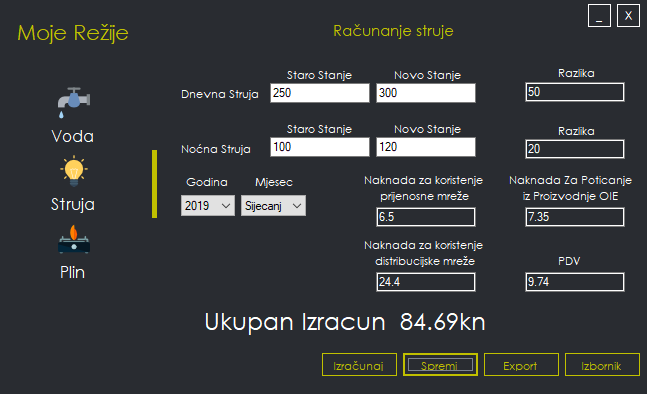 _ X
Moje Režije
Računanje struje
Staro Stanje Novo Stanje Razlika
Dnevna Struja 250 300 50
Staro Stanje Novo Stanje Razlika
Noćna Struja 100 120 20
Voda
Struja
Plin
Godina Mjesec
2019 Sijecanj
Naknada za koristenje
prijenosne mreže
6.5
Naknada Za Poticanje
iz Proizvodnje OIE
7.35
Naknada za koristenje
distribucijske mreže
24.4
PDV
9.74
Ukupan Izracun 84.69kn
Izračunaj Spremi Export Izbornik